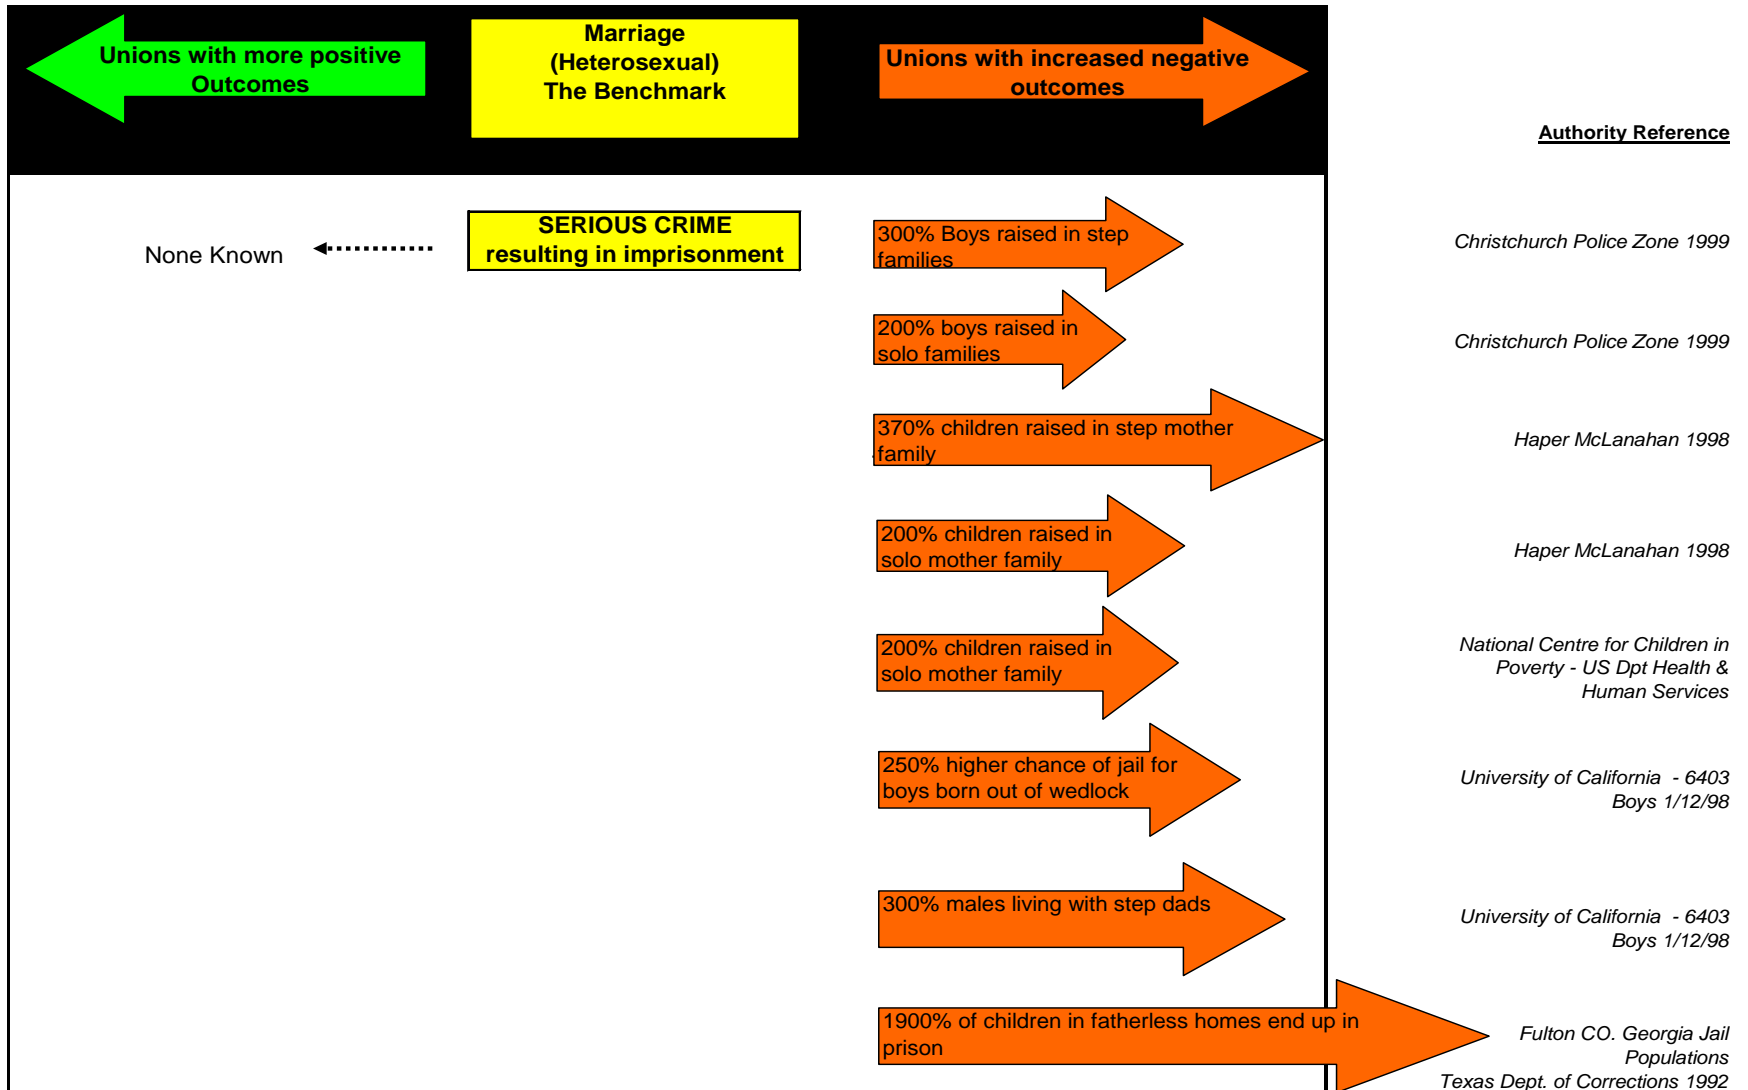 Unions with more positive
Outcomes
Marriage
(Heterosexual)
The Benchmark
Unions with increased negative
outcomes
Authority Reference
None Known
SERIOUS CRIME
resulting in imprisonment
300% Boys raised in step
families
Christchurch Police Zone 1999
200% boys raised in
solo families
Christchurch Police Zone 1999
370% children raised in step mother
family
Haper McLanahan 1998
200% children raised in
solo mother family
Haper McLanahan 1998
200% children raised in
solo mother family
National Centre for Children in
Poverty - US Dpt Health &
Human Services
250% higher chance of jail for
boys born out of wedlock
University of California - 6403
Boys 1/12/98
300% males living with step dads
University of California - 6403
Boys 1/12/98
1900% of children in fatherless homes end up in
prison
Fulton CO. Georgia Jail
Populations
Texas Dept. of Corrections 1992